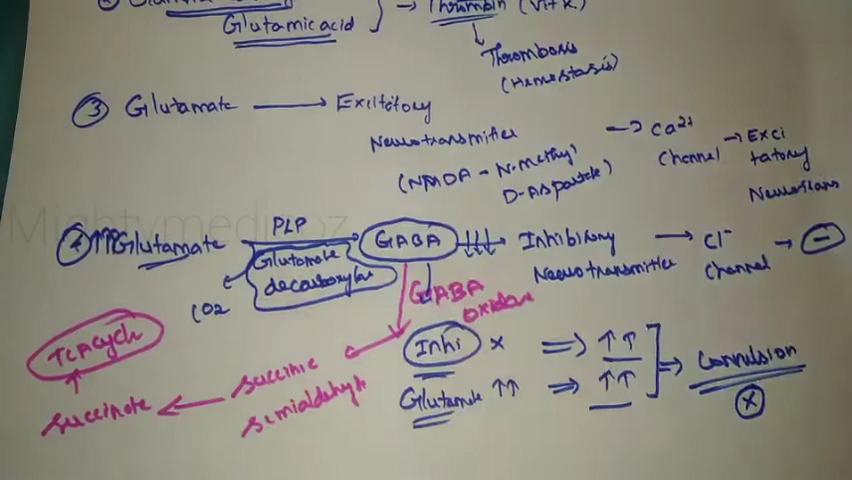 Glutamic acid } → Thrombin (Vit K)
↓
Thrombosis
(Hemostasis)
③ Glutamate → Excitatory
Neurotransmitter → Ca2+ channel → Excitatory
(NMDA - N-Methyl D-Aspartate)
Mightymedi
④ ↑↑Glutamate PLP → GABA ↓↓↓ → Inhibitory → Cl⁻ → ⊖
Glutamate decarboxylase
Neurotransmitter channel
CO2
GABA oxidase
Inhi x ⇒ ↑↑
Glutamate ↑↑ ⇒ ↑↑ ] ⇒ Convulsion
ⓧ
succinic
semialdehyde
succinate
TCA cycle